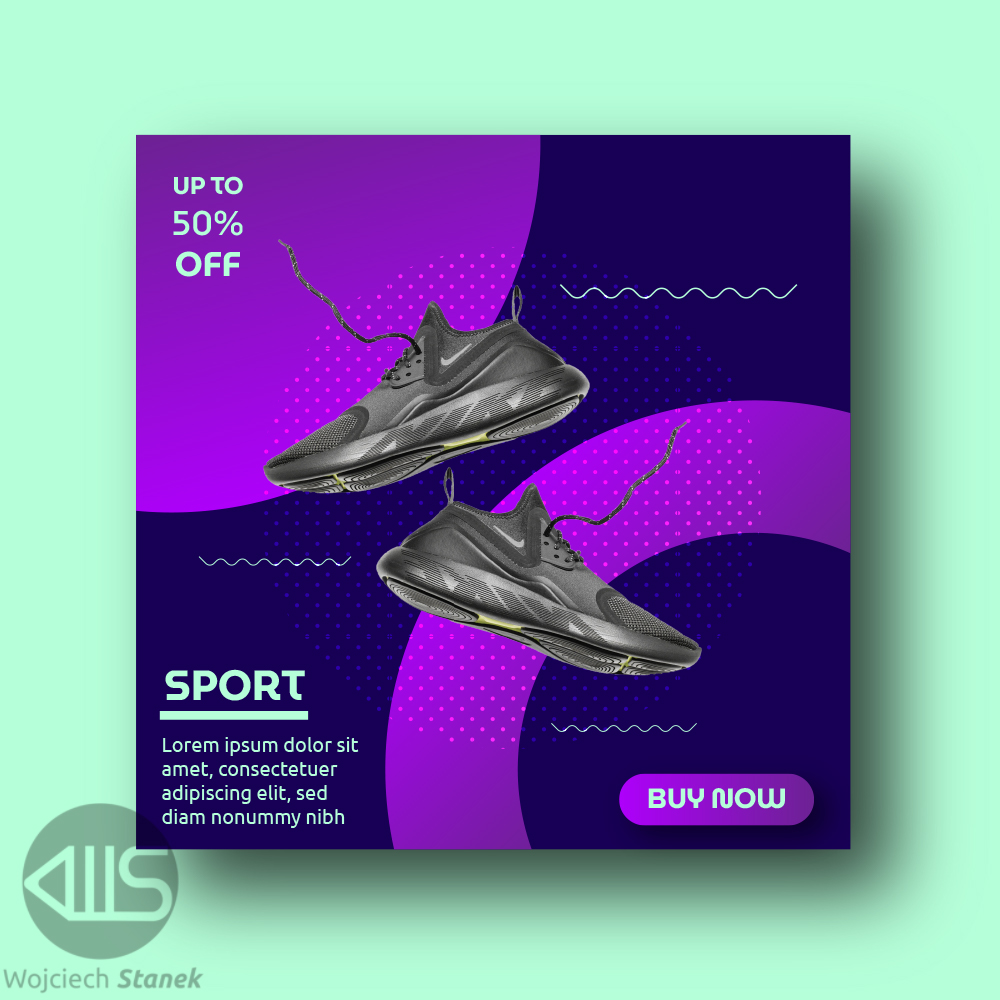 UP TO
50%
OFF
SPORT
Lorem ipsum dolor sit
amet, consectetuer
adipiscing elit, sed
diam nonummy nibh
BUY NOW
Wojciech Stanek